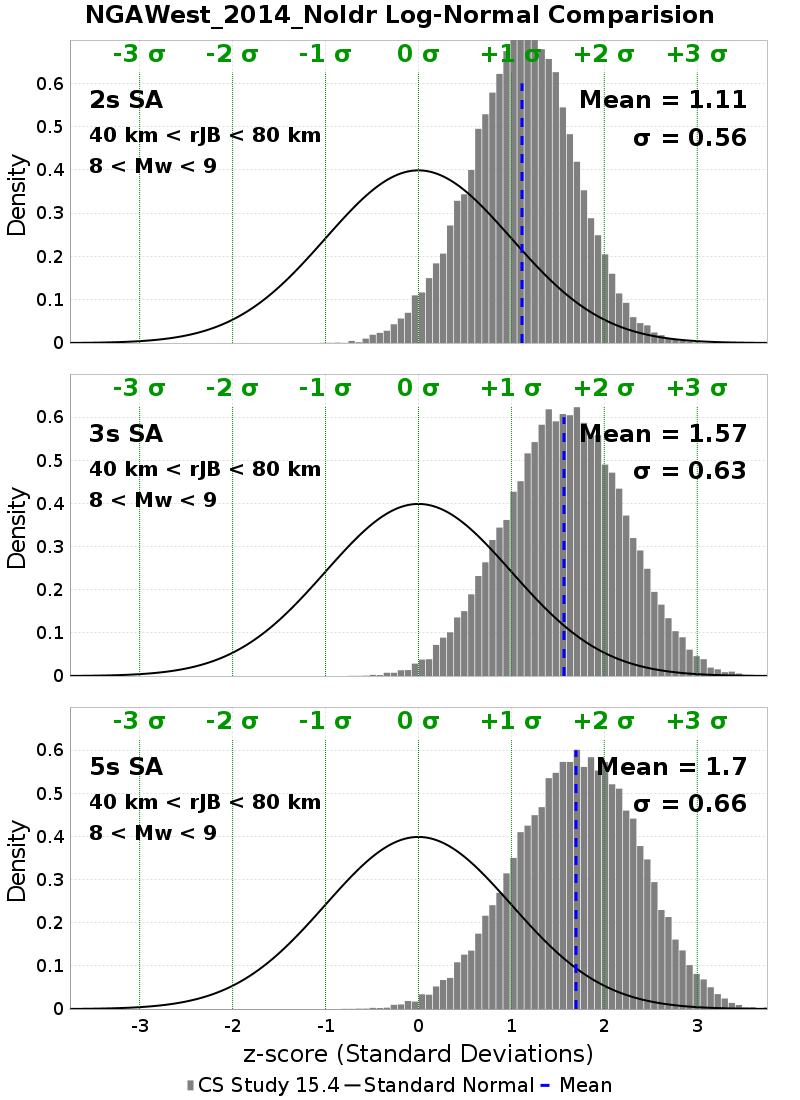 NGAWest_2014_NoIdr Log-Normal Comparision
-3 σ -2 σ -1 σ 0 σ +1 σ +2 σ +3 σ
2s SA
Mean = 1.11
40 km < rJB < 80 km
σ = 0.56
8 < Mw < 9
Density
0.6
0.5
0.4
0.3
0.2
0.1
0
-3 σ -2 σ -1 σ 0 σ +1 σ +2 σ +3 σ
3s SA
Mean = 1.57
40 km < rJB < 80 km
σ = 0.63
8 < Mw < 9
Density
0.6
0.5
0.4
0.3
0.2
0.1
0
-3 σ -2 σ -1 σ 0 σ +1 σ +2 σ +3 σ
5s SA
Mean = 1.7
40 km < rJB < 80 km
σ = 0.66
8 < Mw < 9
Density
0.6
0.5
0.4
0.3
0.2
0.1
0
-3 -2 -1 0 1 2 3
z-score (Standard Deviations)
CS Study 15.4 Standard Normal Mean